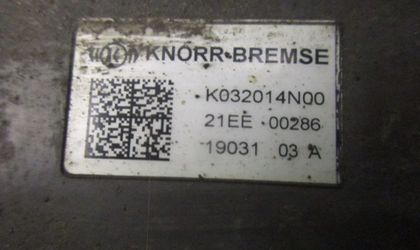 KNORR-BREMSE
K032014N00
21EE 00286
19031 03 A